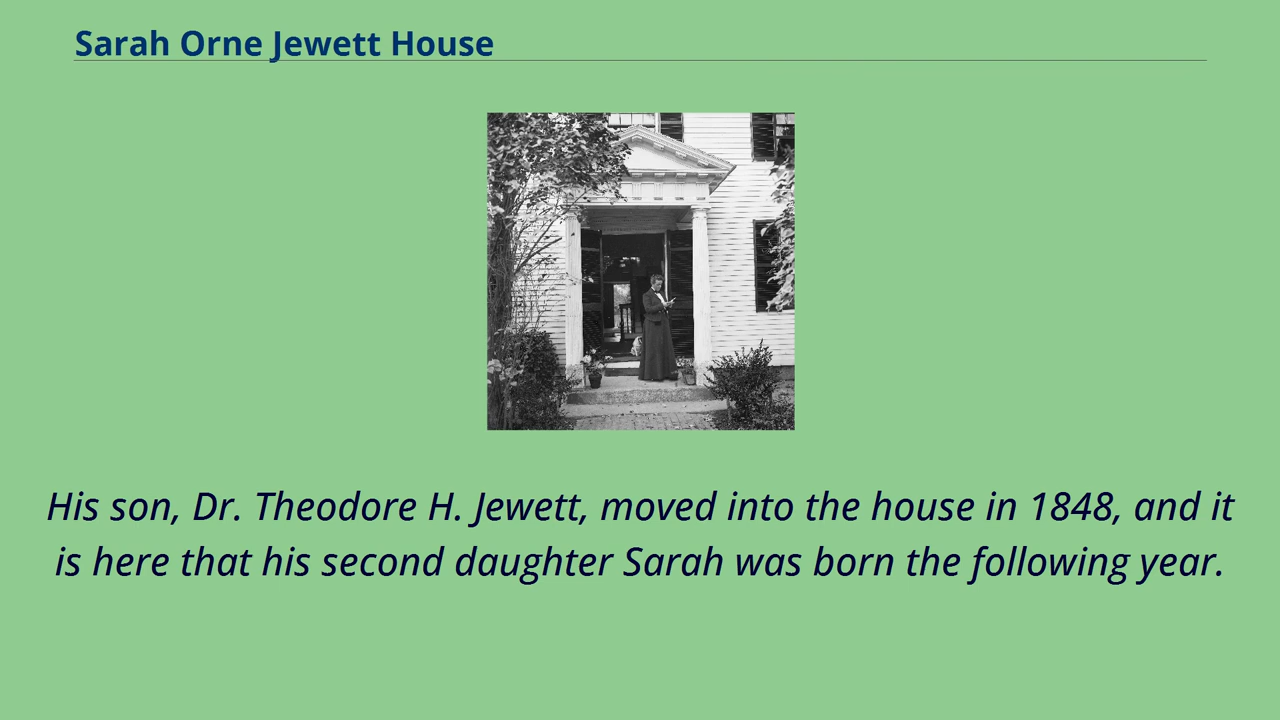 Sarah Orne Jewett House
His son, Dr. Theodore H. Jewett, moved into the house in 1848, and it
is here that his second daughter Sarah was born the following year.